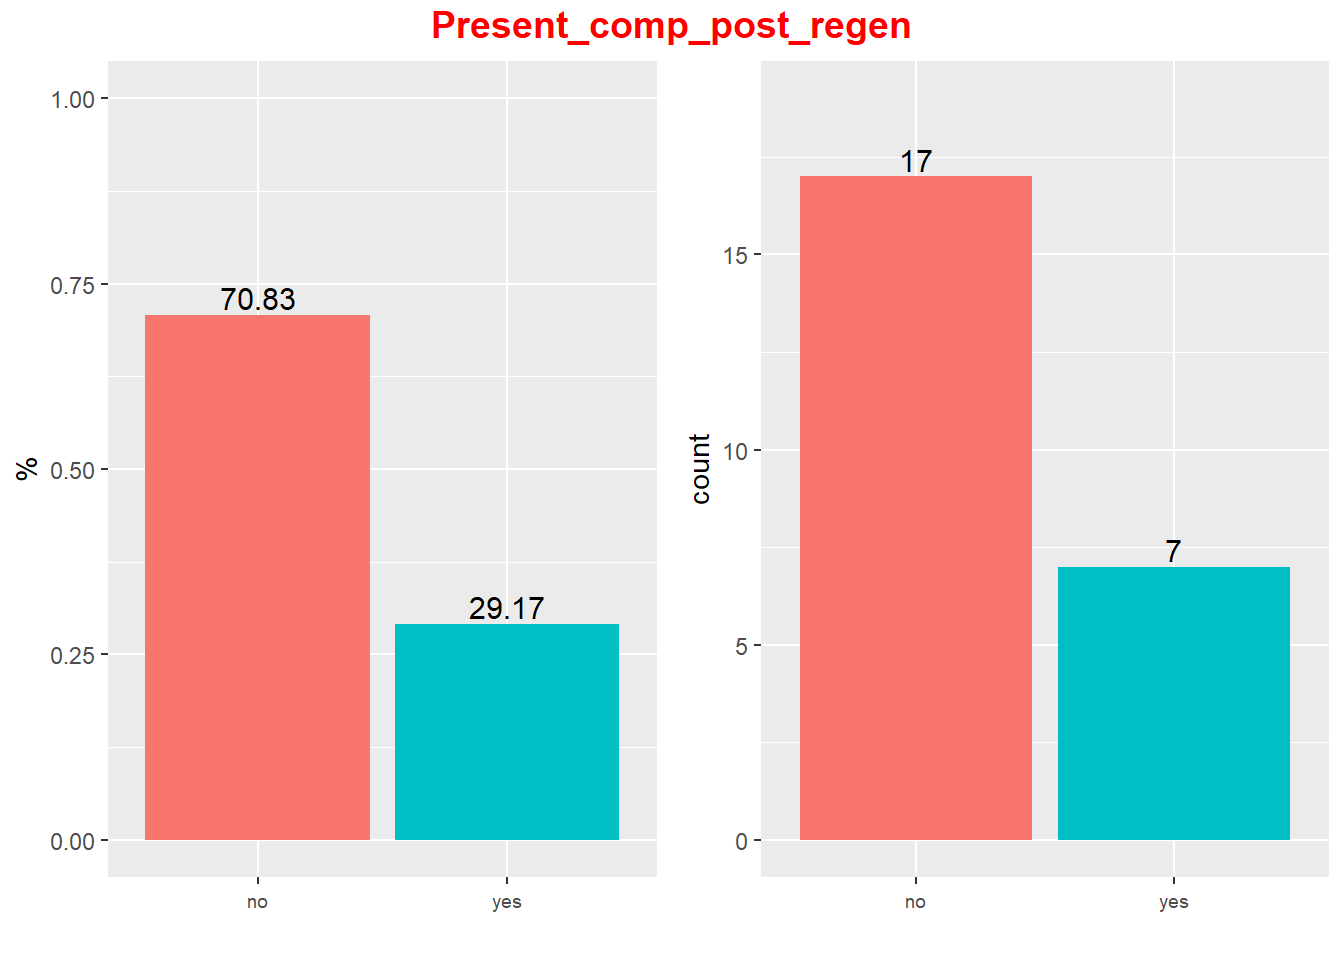 Present_comp_post_regen
1.00
0.75
0.50
0.25
0.00
%
70.83
29.17
no
yes
15
10
5
0
count
17
7
no
yes